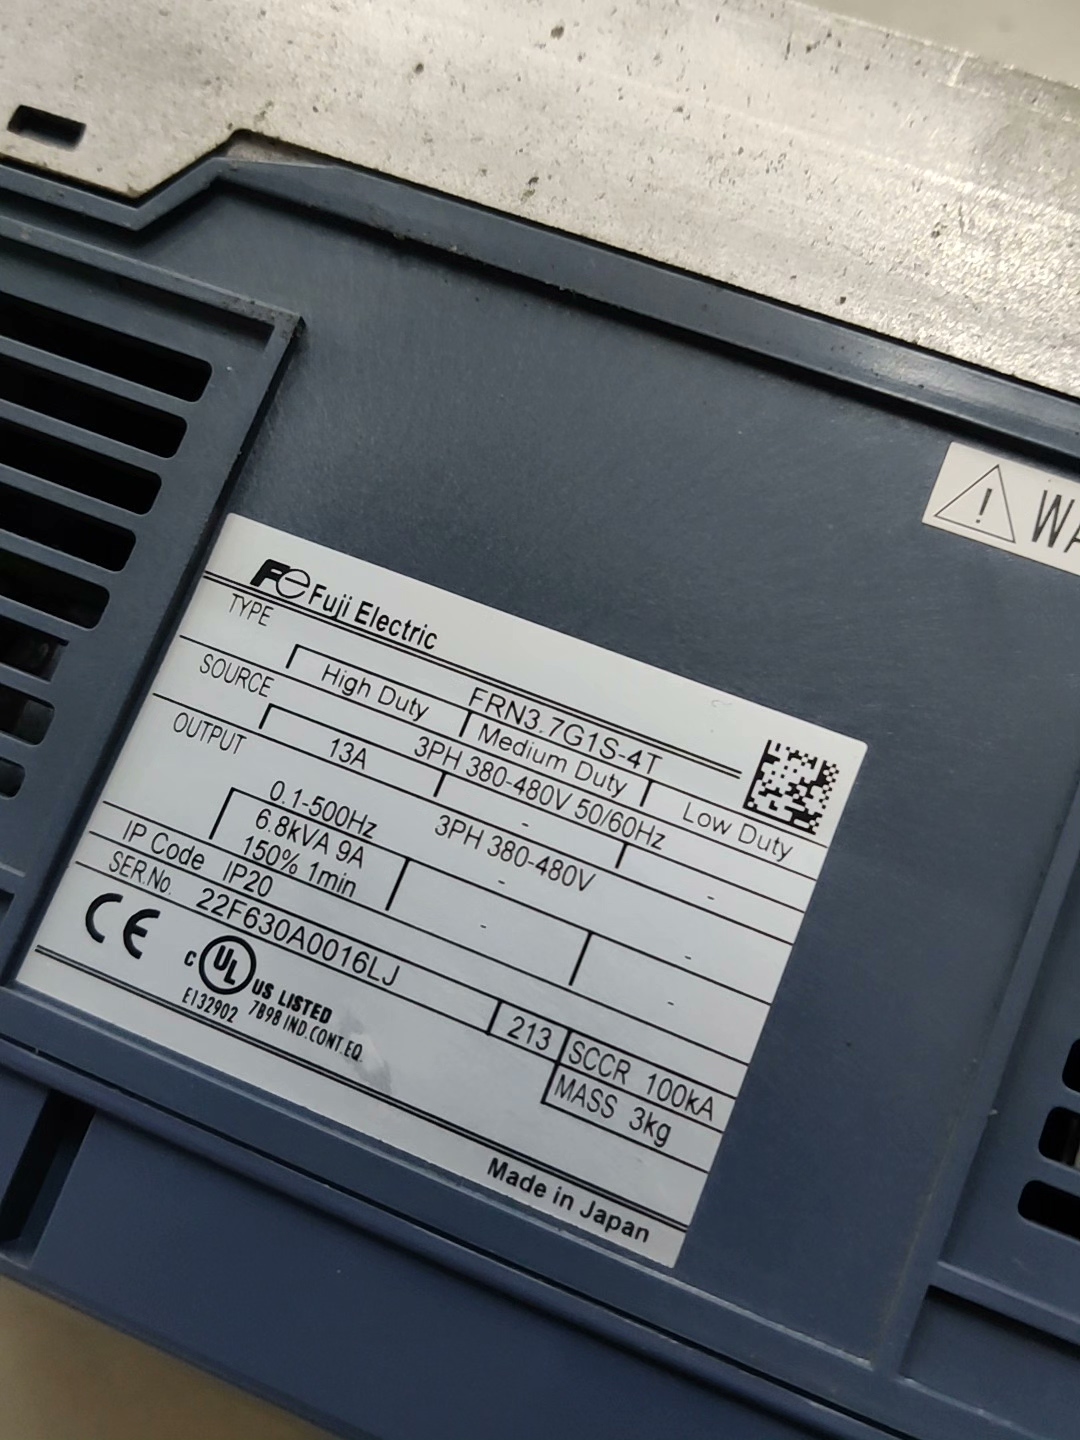 WA
Fe Fuji Electric
TYPE FRN3.7G1S-4T
High Duty Medium Duty Low Duty
SOURCE 3PH 380-480V 50/60Hz
13A - -
OUTPUT 3PH 380-480V
0.1-500Hz - -
6.8kVA 9A
150% 1min - - -
IP Code IP20
SER.No. 22F630A0016LJ 213 SCCR 100kA
MASS 3kg
CE
C UL US LISTED
E132902 7B98 IND.CONT.EQ.
Made in Japan